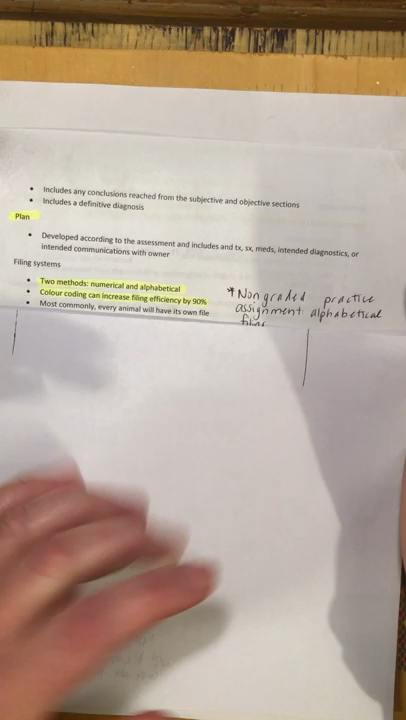 • Includes any conclusions reached from the subjective and objective sections
• Includes a definitive diagnosis
Plan
• Developed according to the assessment and includes and tx, sx, meds, intended diagnostics, or
intended communications with owner
Filing systems
• Two methods: numerical and alphabetical
• Colour coding can increase filing efficiency by 90%
• Most commonly, every animal will have its own file
*Non graded practice
assignment: alphabetical